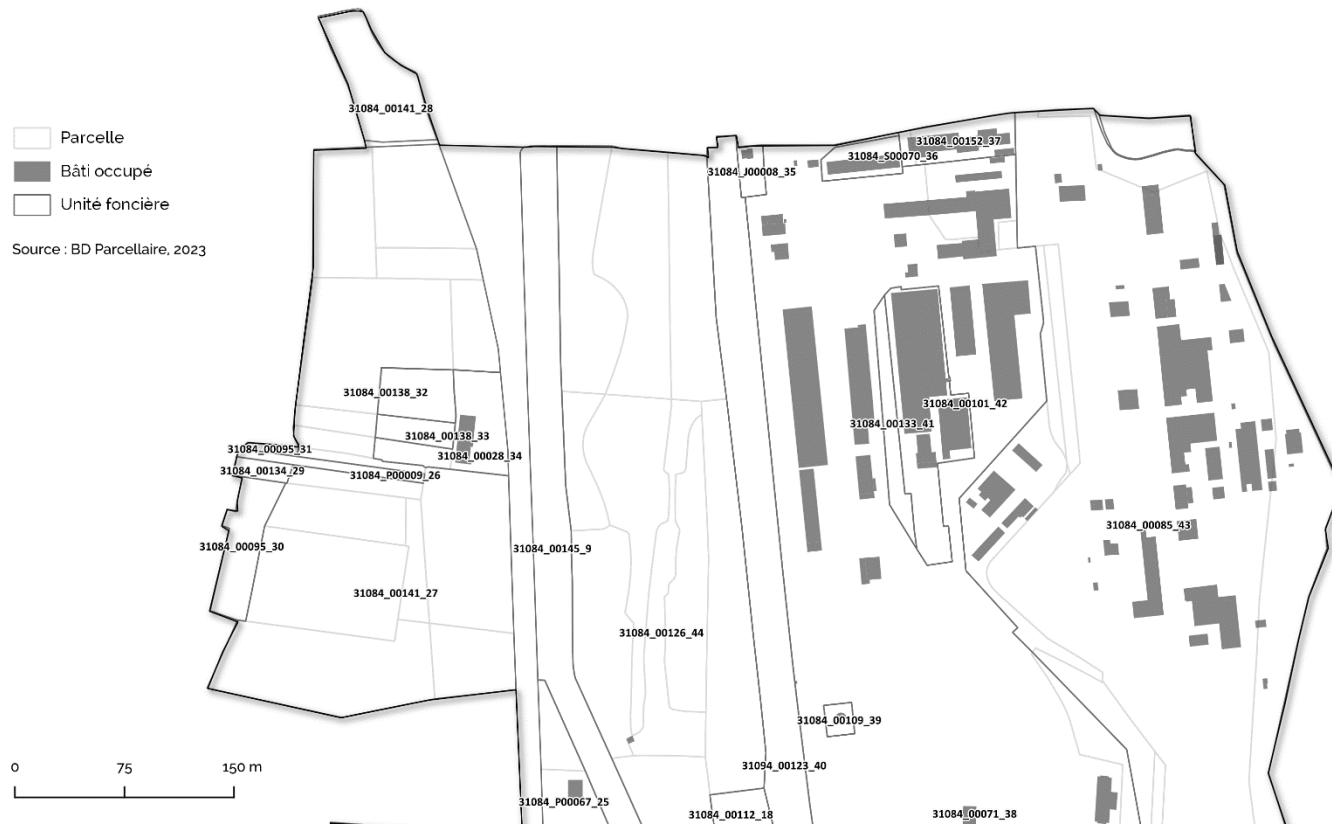 31084_00141_28
Parcelle
Bâti occupé
Unité foncière
Source : BD Parcellaire, 2023
31084_00152_37
31084_S00070_36
31084_J00008_35
31084_00138_32
31084_00101_42
31084_00133_41
31084_00138_33
31084_00095_31
31084_00028_34
31084_00134_29
31084_P00009_26
31084_00085_43
31084_00095_30
31084_00145_9
31084_00141_27
31084_00126_44
31084_00109_39
0 75 150 m
31094_00123_40
31084_P00067_25
31084_00112_18
31084_00071_38